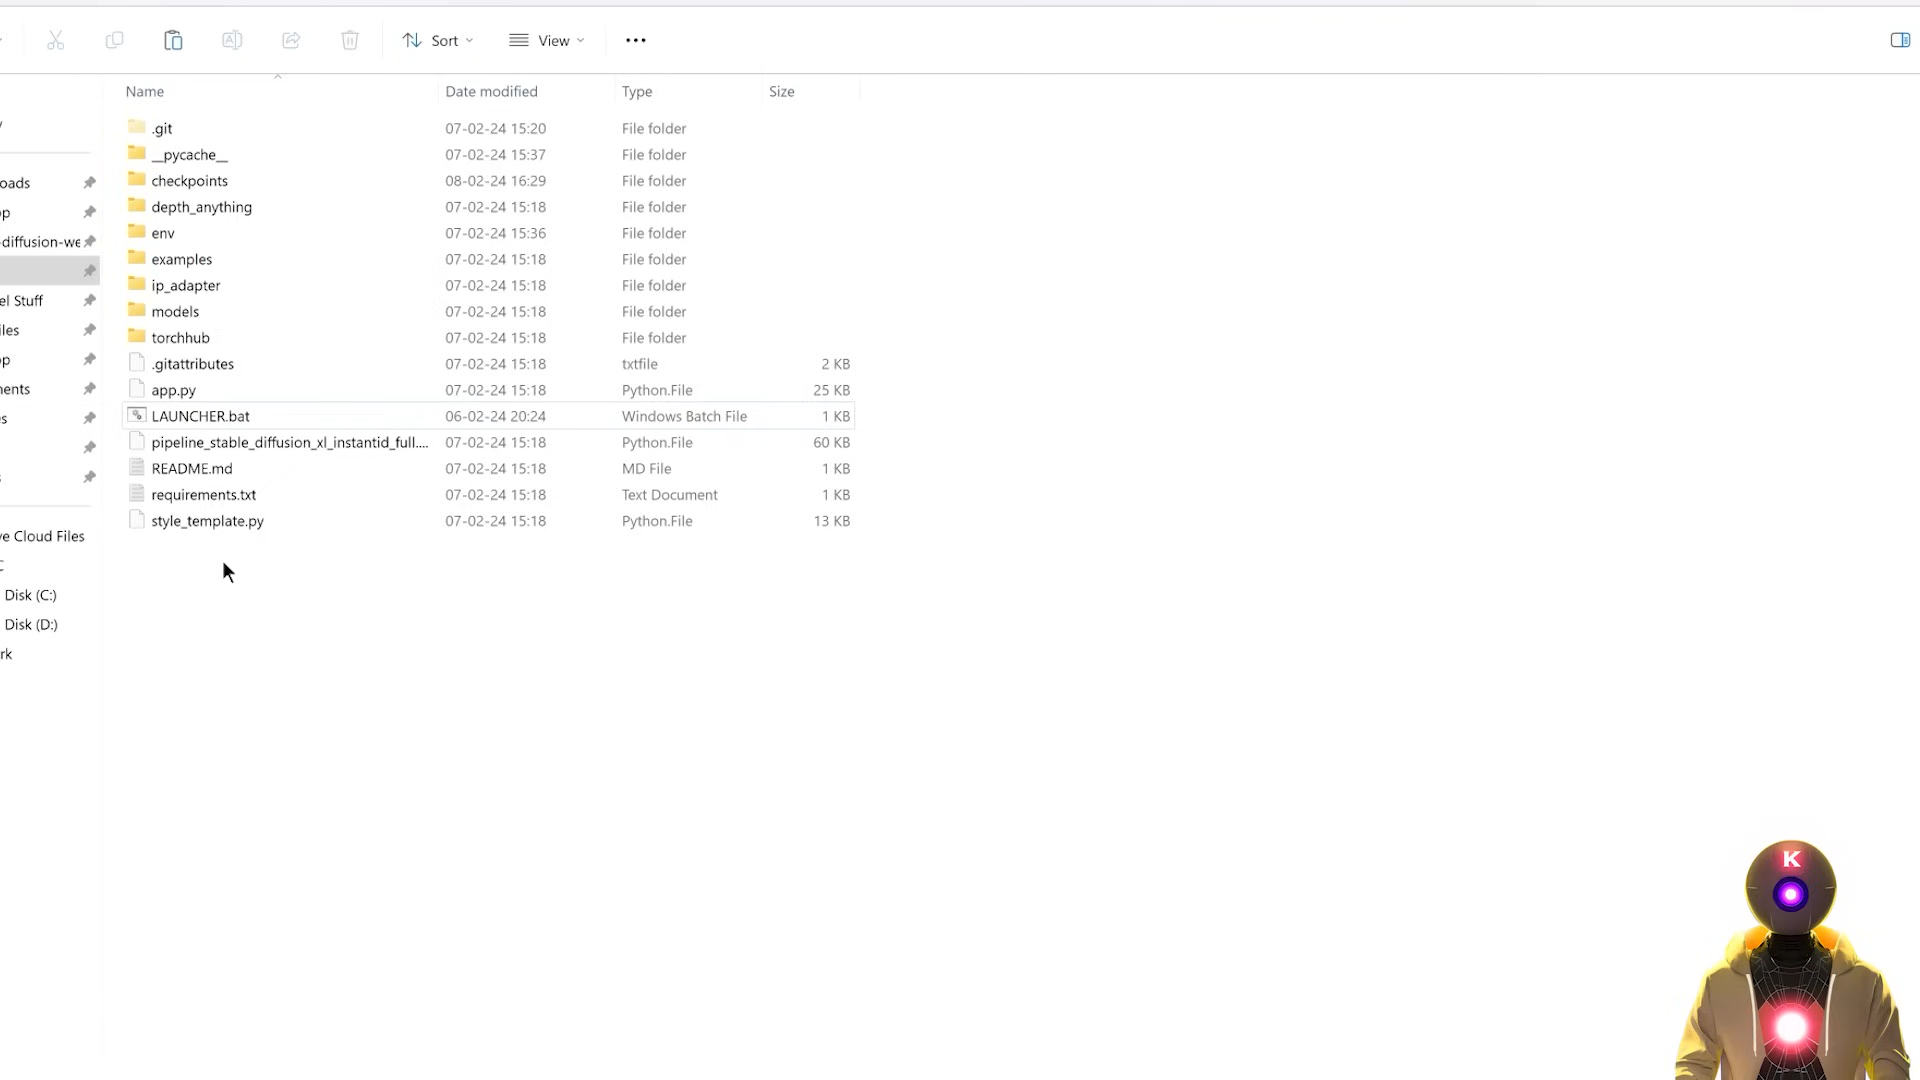 Sort View •••
Name Date modified Type Size
.git 07-02-24 15:20 File folder
__pycache__ 07-02-24 15:37 File folder
oads checkpoints 08-02-24 16:29 File folder
op depth_anything 07-02-24 15:18 File folder
-diffusion-we env 07-02-24 15:36 File folder
examples 07-02-24 15:18 File folder
ip_adapter 07-02-24 15:18 File folder
el Stuff models 07-02-24 15:18 File folder
iles torchhub 07-02-24 15:18 File folder
op .gitattributes 07-02-24 15:18 txtfile 2 KB
ments app.py 07-02-24 15:18 Python.File 25 KB
s LAUNCHER.bat 06-02-24 20:24 Windows Batch File 1 KB
pipeline_stable_diffusion_xl_instantid_full.... 07-02-24 15:18 Python.File 60 KB
README.md 07-02-24 15:18 MD File 1 KB
requirements.txt 07-02-24 15:18 Text Document 1 KB
style_template.py 07-02-24 15:18 Python.File 13 KB
ve Cloud Files
C
Disk (C:)
Disk (D:)
rk
K